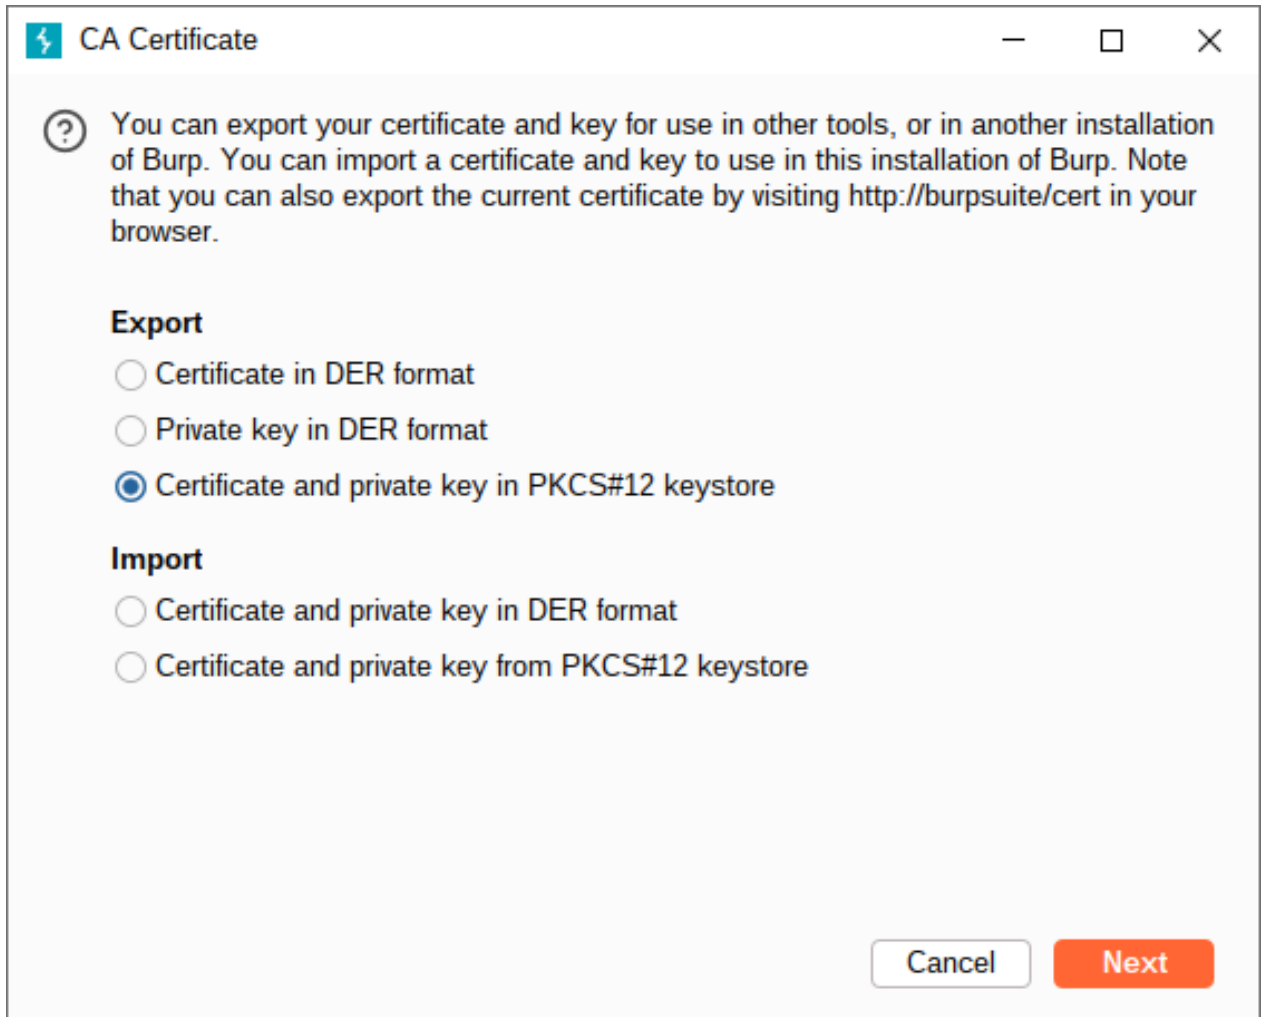 CA Certificate
You can export your certificate and key for use in other tools, or in another installation
of Burp. You can import a certificate and key to use in this installation of Burp. Note
that you can also export the current certificate by visiting http://burpsuite/cert in your
browser.
Export
Certificate in DER format
Private key in DER format
Certificate and private key in PKCS#12 keystore
Import
Certificate and private key in DER format
Certificate and private key from PKCS#12 keystore
Cancel
Next